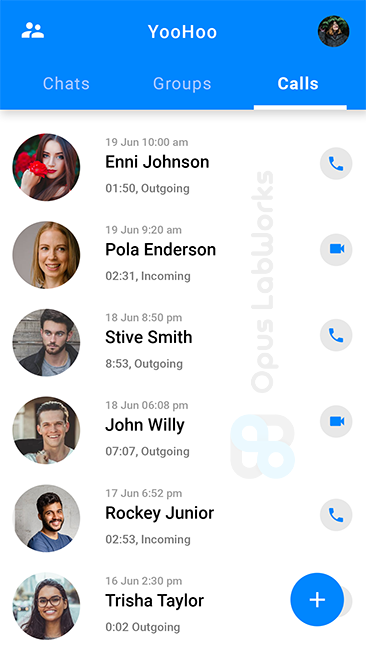 YooHoo
Chats Groups Calls
19 Jun 10:00 am
Enni Johnson
01:50, Outgoing
19 Jun 9:20 am
Pola Enderson
02:31, Incoming
18 Jun 8:50 pm
Stive Smith
8:53, Outgoing
18 Jun 06:08 pm
John Willy
07:07, Outgoing
17 Jun 6:52 pm
Rockey Junior
02:53, Incoming
16 Jun 2:30 pm
Trisha Taylor
0:02 Outgoing
Opus LabWorks